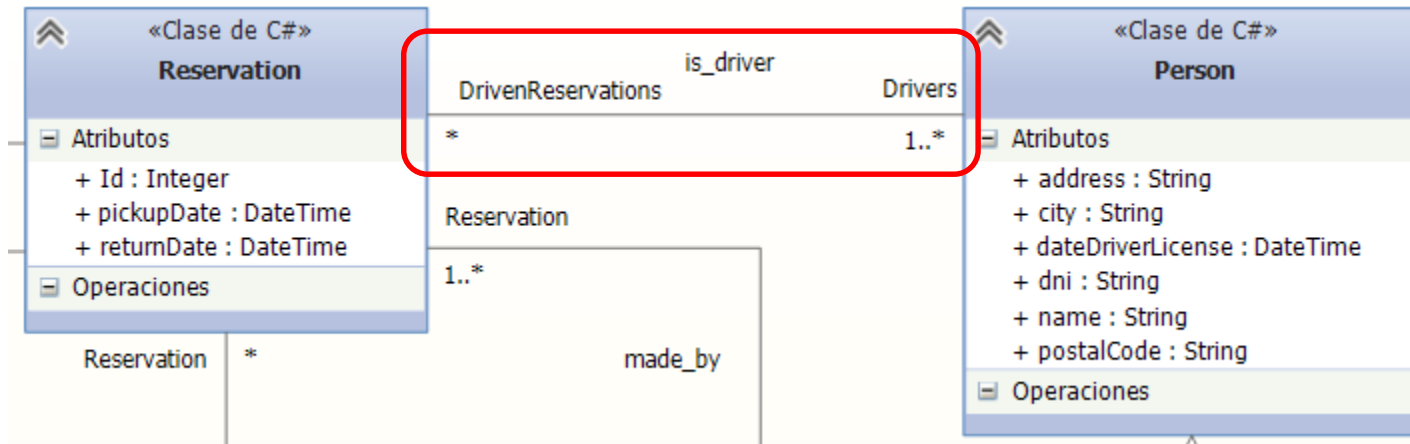 «Clase de C#»
Reservation
Atributos
+ Id : Integer
+ pickupDate : DateTime
+ returnDate : DateTime
Operaciones
is_driver
DrivenReservations
Drivers
*
1..*
Reservation
1..*
made_by
Reservation
*
«Clase de C#»
Person
Atributos
+ address : String
+ city : String
+ dateDriverLicense : DateTime
+ dni : String
+ name : String
+ postalCode : String
Operaciones